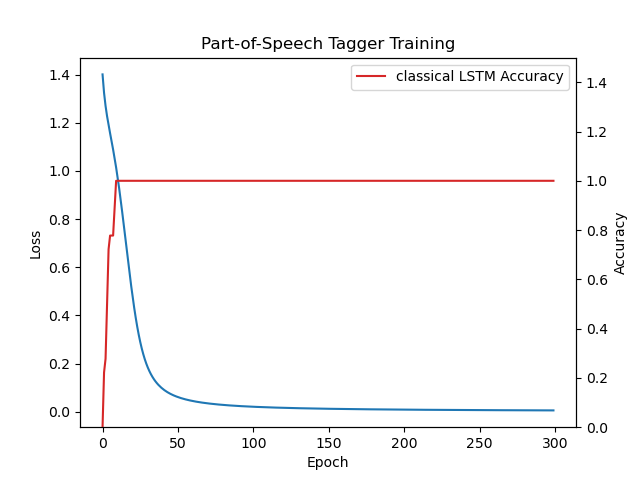 Part-of-Speech Tagger Training
classical LSTM Accuracy
1.4
1.2
1.0
0.8
0.6
0.4
0.2
0.0
Loss
1.4
1.2
1.0
0.8
0.6
0.4
0.2
0.0
Accuracy
0 50 100 150 200 250 300
Epoch